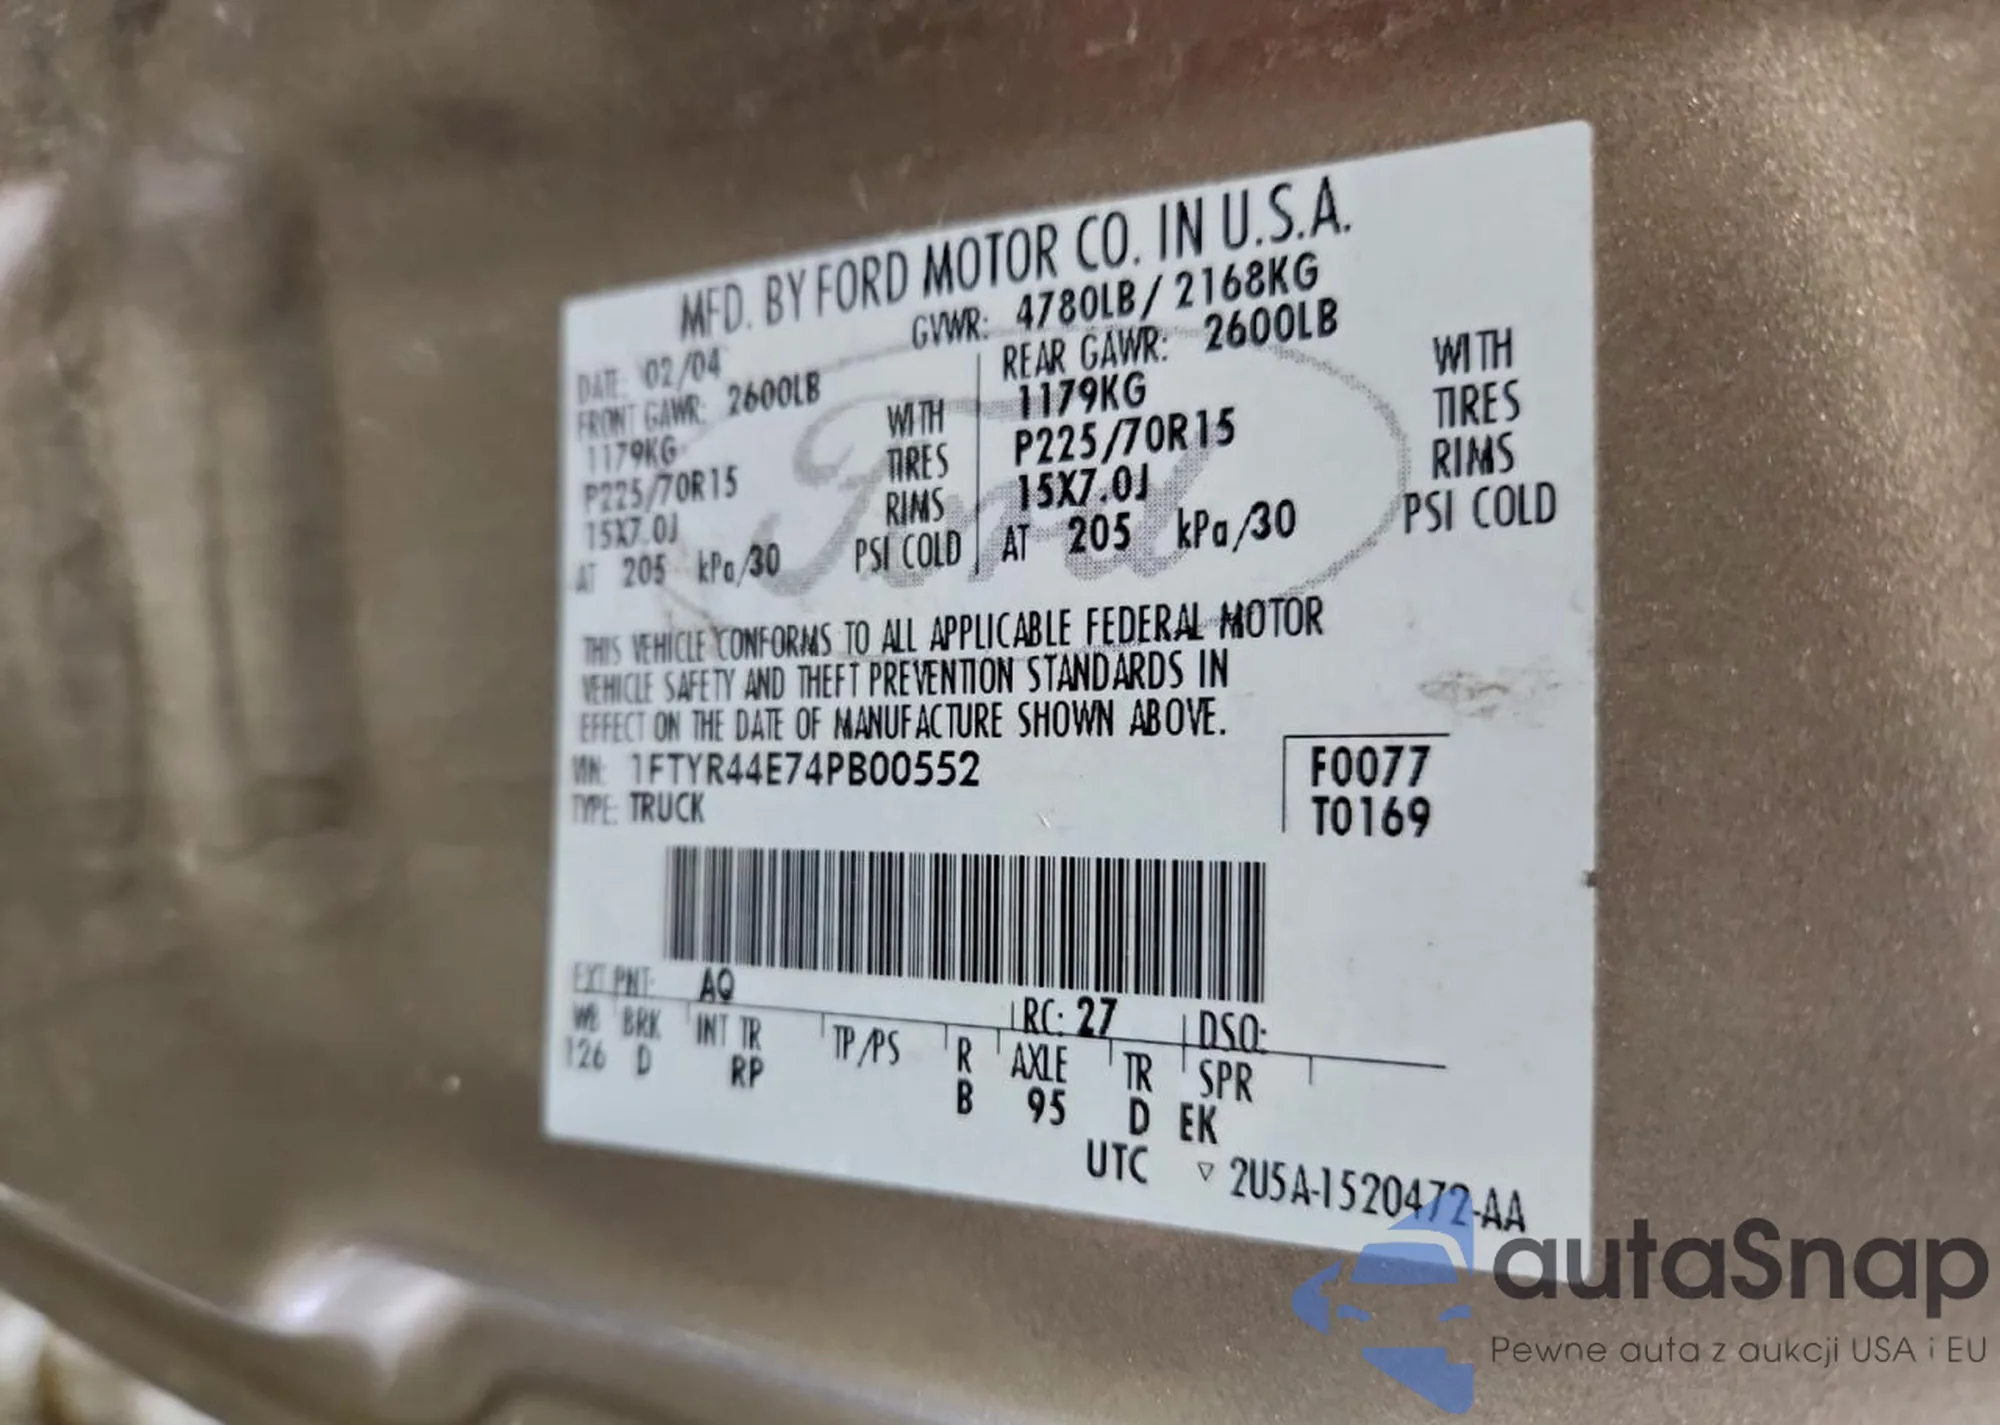 MFD. BY FORD MOTOR CO. IN U.S.A.
DATE: 02/04 GVWR: 4780LB / 2168KG
FRONT GAWR: 2600LB REAR GAWR: 2600LB
1179KG WITH 1179KG WITH
P225/70R15 TIRES P225/70R15 TIRES
15X7.0J RIMS 15X7.0J RIMS
AT 205 kPa/30 PSI COLD AT 205 kPa/30 PSI COLD
Ford
THIS VEHICLE CONFORMS TO ALL APPLICABLE FEDERAL MOTOR
VEHICLE SAFETY AND THEFT PREVENTION STANDARDS IN
EFFECT ON THE DATE OF MANUFACTURE SHOWN ABOVE.
VIN: 1FTYR44E74PB00552 F0077
TYPE: TRUCK T0169
EXT PNT: AQ RC: 27 DSO:
WB BRK INT TR TP/PS R AXLE TR SPR
126 D RP B 95 D EK
UTC ▽ 2U5A-1520472-AA
autaSnap
Pewne auta z aukcji USA i EU